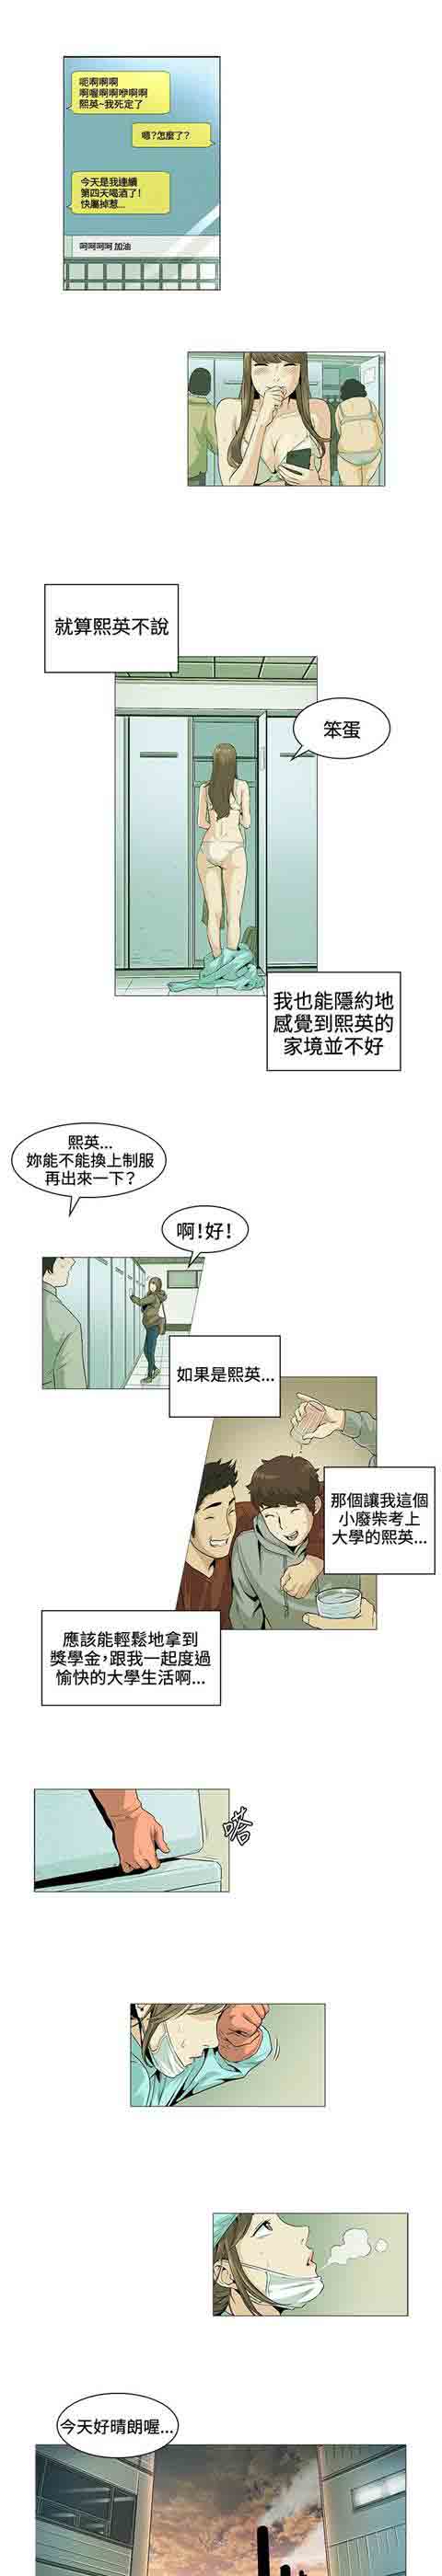 呃啊啊啊
啊喔啊啊咿啊啊
熙英~我死定了
嗯?怎麼了?
今天是我連續
第四天喝酒了!
快屬掉惹...
呵呵呵呵 加油
就算熙英不說
笨蛋
我也能隱約地
感覺到熙英的
家境並不好
熙英...
妳能不能換上制服
再出來一下?
啊!好!
如果是熙英...
那個讓我這個
小廢柴考上
大學的熙英...
應該能輕鬆地拿到
獎學金,跟我一起度過
愉快的大學生活啊...
嗒
今天好晴朗喔...